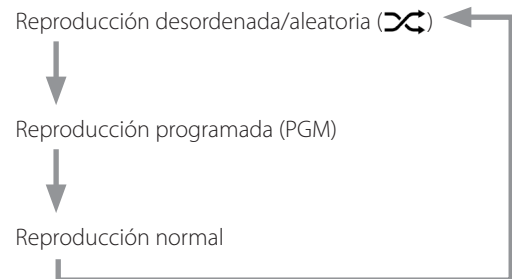 Reproducción desordenada/aleatoria (🔀)
Reproducción programada (PGM)
Reproducción normal